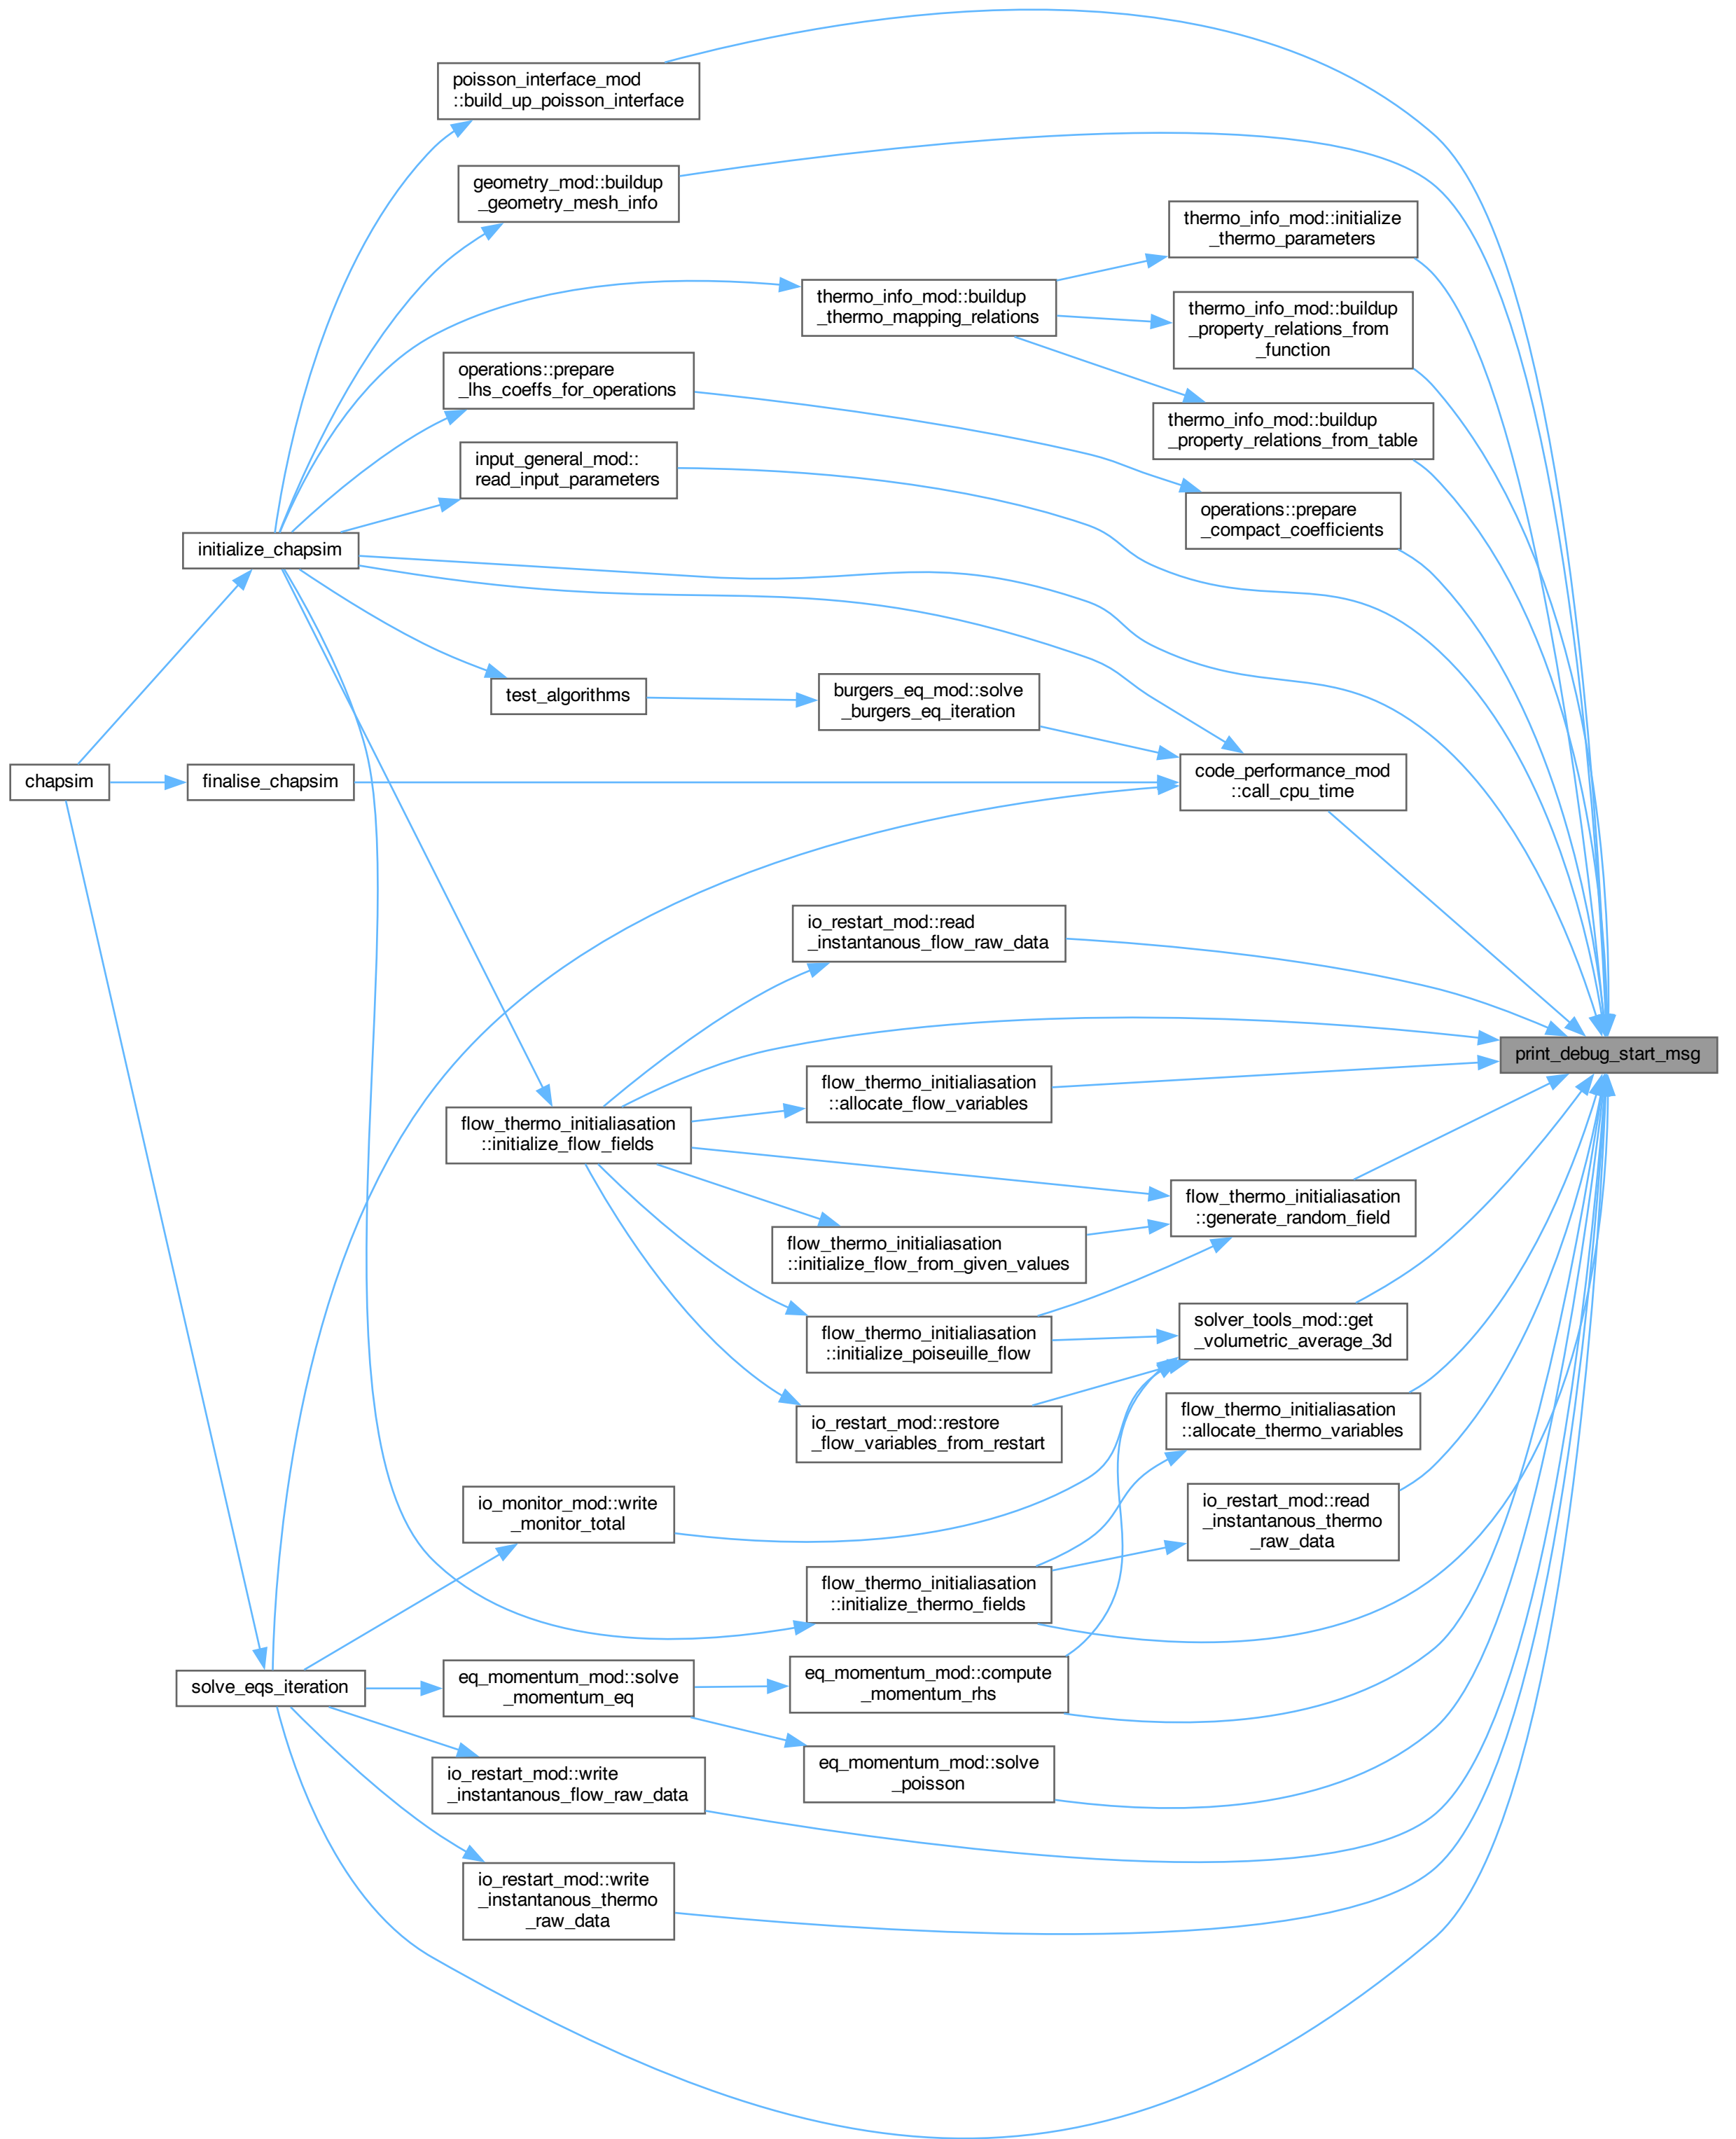 poisson_interface_mod
::build_up_poisson_interface
geometry_mod::buildup
_geometry_mesh_info
thermo_info_mod::initialize
_thermo_parameters
thermo_info_mod::buildup
_thermo_mapping_relations
thermo_info_mod::buildup
_property_relations_from
_function
operations::prepare
_lhs_coeffs_for_operations
thermo_info_mod::buildup
_property_relations_from_table
input_general_mod::
read_input_parameters
operations::prepare
_compact_coefficients
initialize_chapsim
test_algorithms
burgers_eq_mod::solve
_burgers_eq_iteration
chapsim
finalise_chapsim
code_performance_mod
::call_cpu_time
io_restart_mod::read
_instantanous_flow_raw_data
print_debug_start_msg
flow_thermo_initialiasation
::allocate_flow_variables
flow_thermo_initialiasation
::initialize_flow_fields
flow_thermo_initialiasation
::generate_random_field
flow_thermo_initialiasation
::initialize_flow_from_given_values
flow_thermo_initialiasation
::initialize_poiseuille_flow
solver_tools_mod::get
_volumetric_average_3d
io_restart_mod::restore
_flow_variables_from_restart
flow_thermo_initialiasation
::allocate_thermo_variables
io_monitor_mod::write
_monitor_total
io_restart_mod::read
_instantanous_thermo
_raw_data
flow_thermo_initialiasation
::initialize_thermo_fields
solve_eqs_iteration
eq_momentum_mod::solve
_momentum_eq
eq_momentum_mod::compute
_momentum_rhs
io_restart_mod::write
_instantanous_flow_raw_data
eq_momentum_mod::solve
_poisson
io_restart_mod::write
_instantanous_thermo
_raw_data